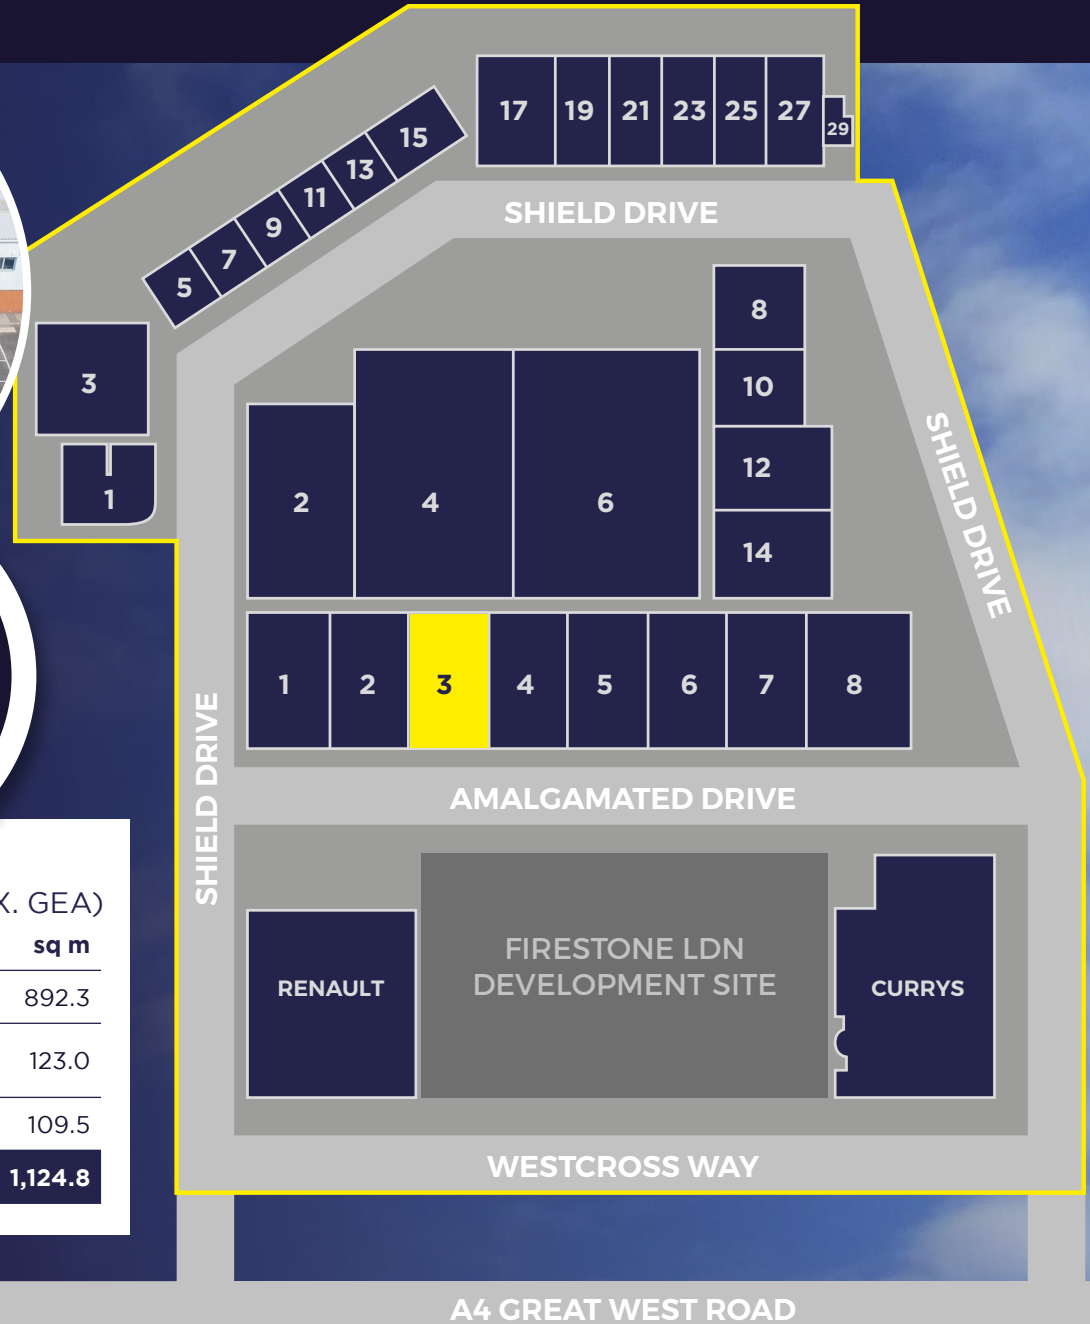 17 19 21 23 25 27 29
15
13
11
9
7
5
SHIELD DRIVE
3
1
8
10
12
14
2 4 6
SHIELD DRIVE
1 2 3 4 5 6 7 8
SHIELD DRIVE
AMALGAMATED DRIVE
RENAULT
FIRESTONE LDN
DEVELOPMENT SITE
CURRYS
WESTCROSS WAY
A4 GREAT WEST ROAD
X. GEA)
sq m
892.3
123.0
109.5
1,124.8